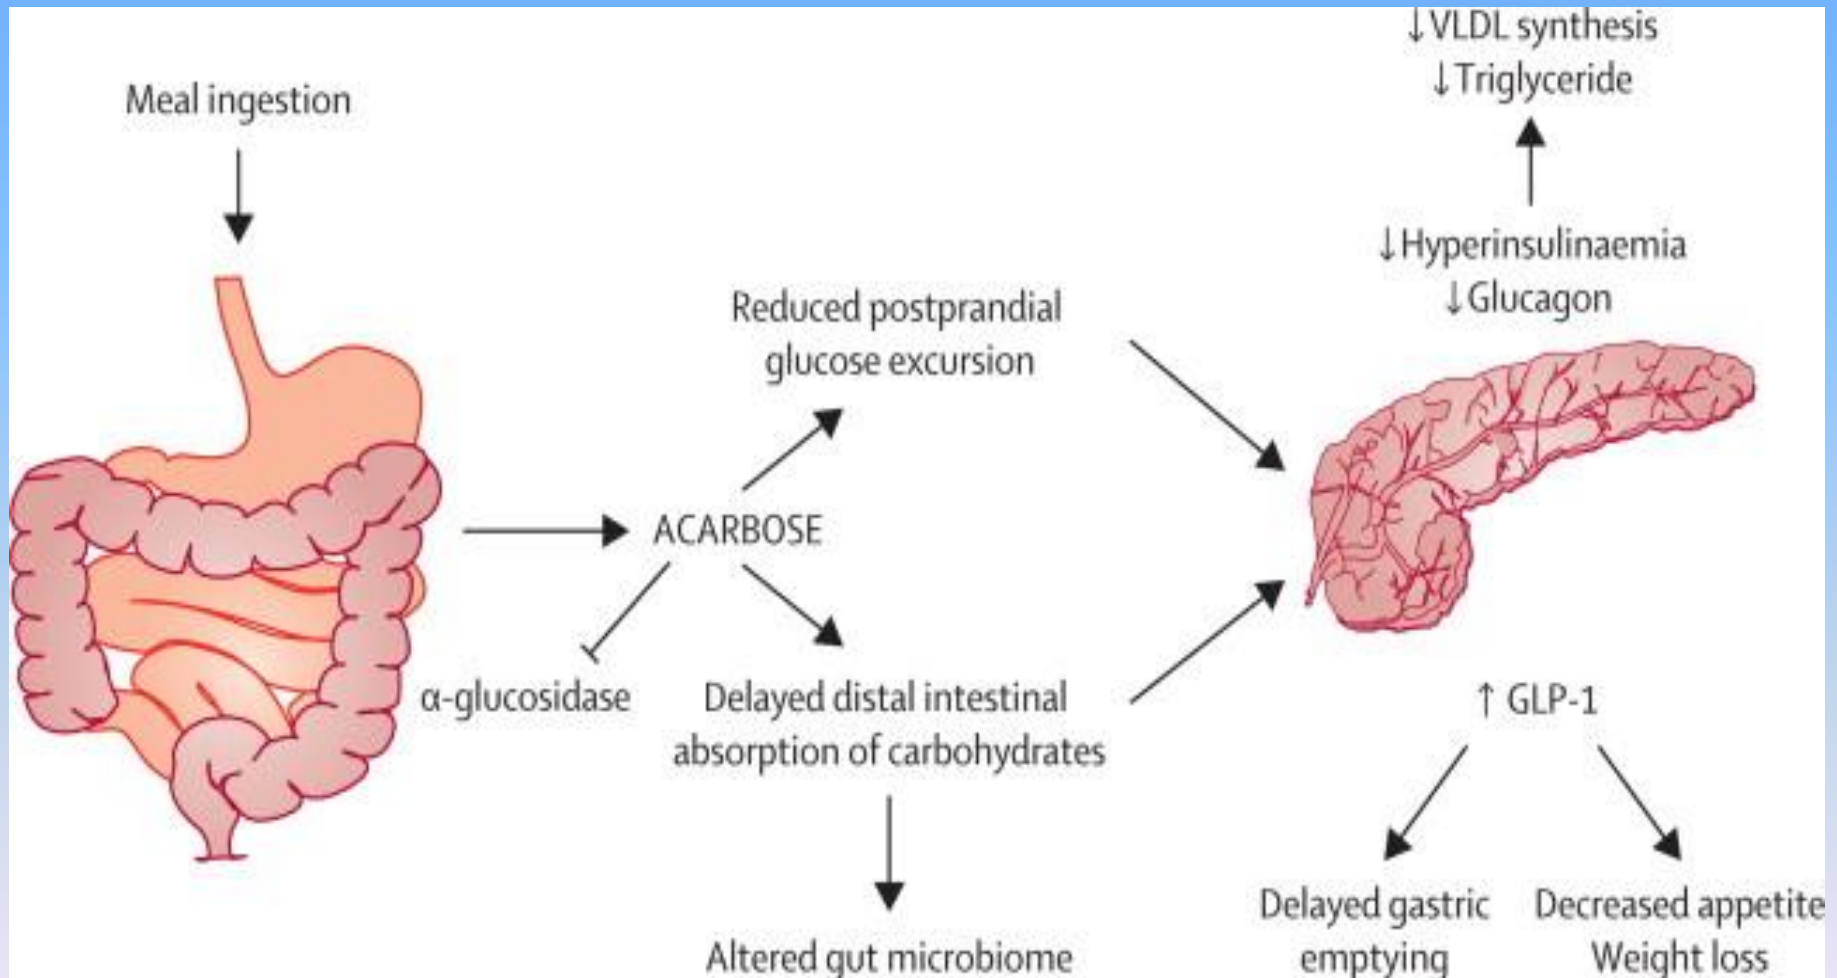 Meal ingestion
↓VLDL synthesis
↓Triglyceride
↓Hyperinsulinaemia
↓Glucagon
Reduced postprandial
glucose excursion
ACARBOSE
α-glucosidase
Delayed distal intestinal
absorption of carbohydrates
Altered gut microbiome
↑ GLP-1
Delayed gastric
emptying
Decreased appetite
Weight loss